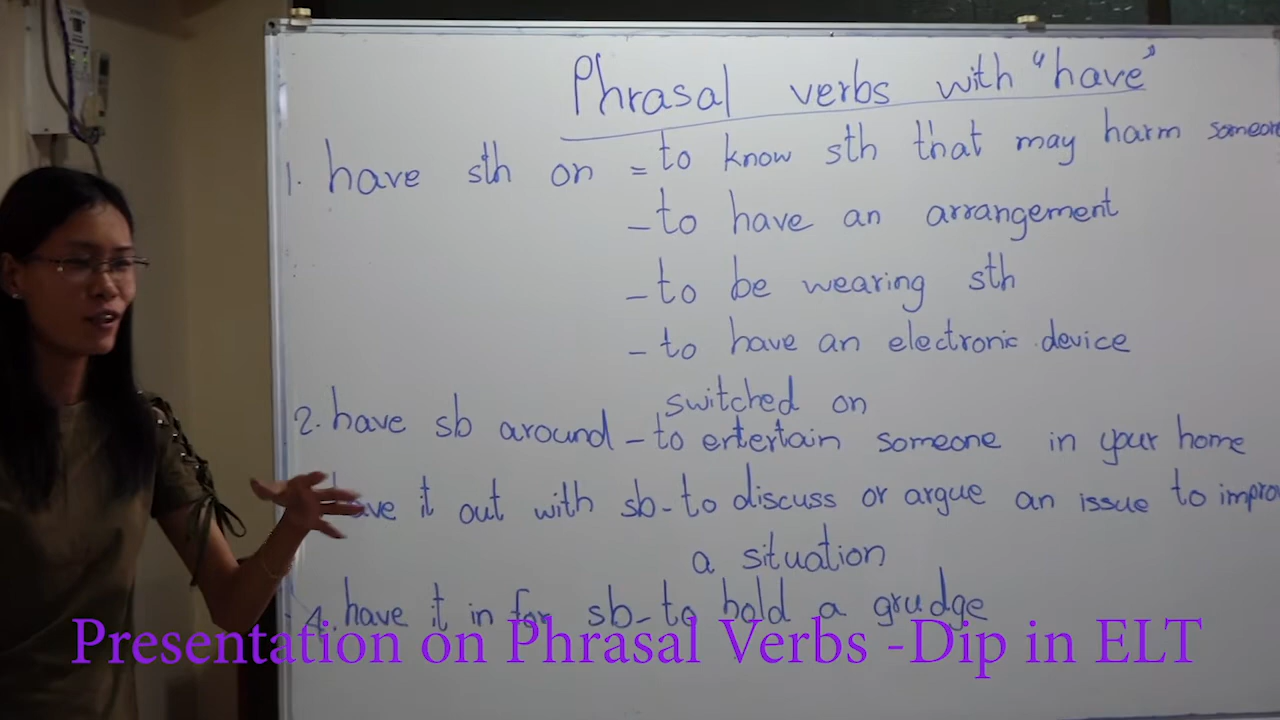 Phrasal verbs with "have"
1. have sth on = to know sth that may harm someone
- to have an arrangement
- to be wearing sth
- to have an electronic device
switched on
2. have sb around - to entertain someone in your home
have it out with sb - to discuss or argue an issue to impro
a situation
4. have it in for sb - to hold a grudge
Presentation on Phrasal Verbs -Dip in ELT